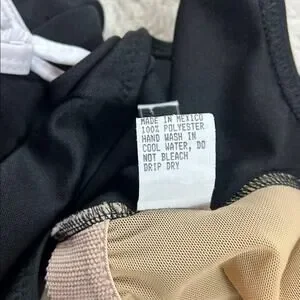 MADE IN MEXICO
100% POLYESTER
HAND WASH IN
COOL WATER, DO
NOT BLEACH
DRIP DRY